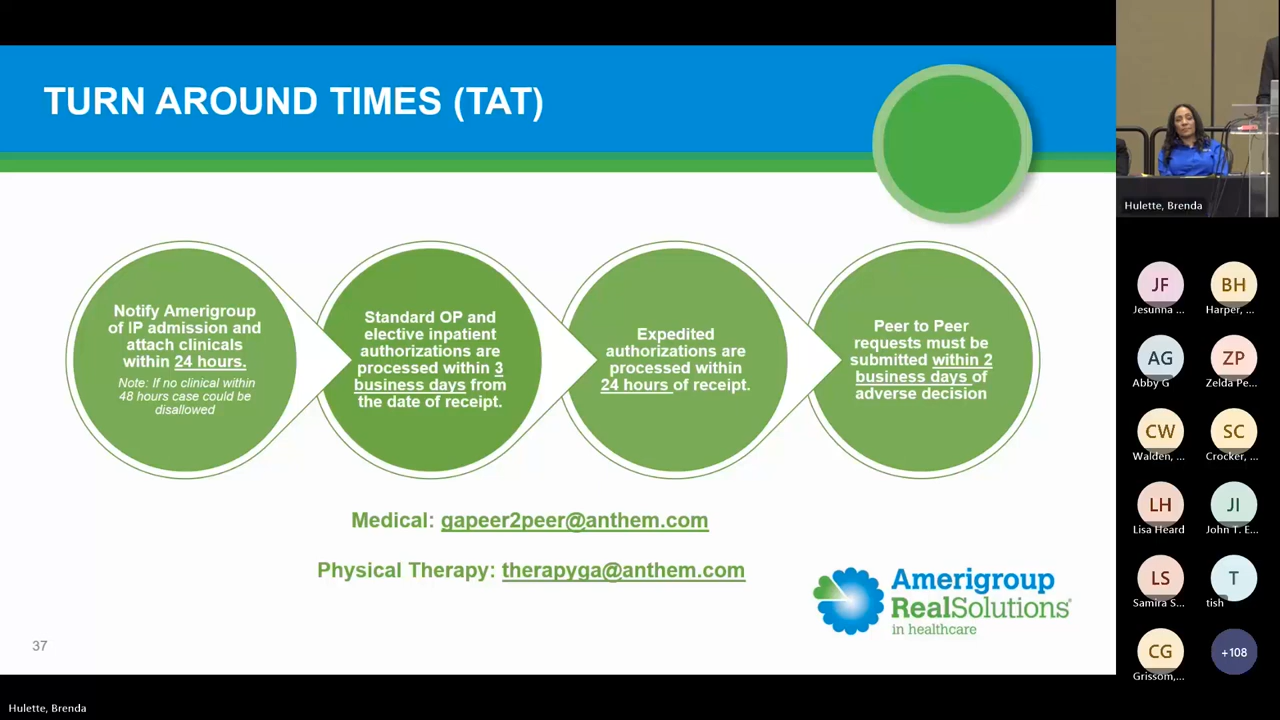 TURN AROUND TIMES (TAT)
Notify Amerigroup
of IP admission and
attach clinicals
within 24 hours.
Note: If no clinical within
48 hours case could be
disallowed
Standard OP and
elective inpatient
authorizations are
processed within 3
business days from
the date of receipt.
Expedited
authorizations are
processed within
24 hours of receipt.
Peer to Peer
requests must be
submitted within 2
business days of
adverse decision
Medical: gapeer2peer@anthem.com
Physical Therapy: therapyga@anthem.com
Amerigroup
RealSolutions®
in healthcare
37
Hulette, Brenda
Hulette, Brenda
JF
Jesunna ...
BH
Harper, ...
AG
Abby G
ZP
Zelda Pe...
CW
Walden, ...
SC
Crocker, ...
LH
Lisa Heard
JI
John T. E...
LS
Samira S...
T
tish
CG
Grissom,...
+108